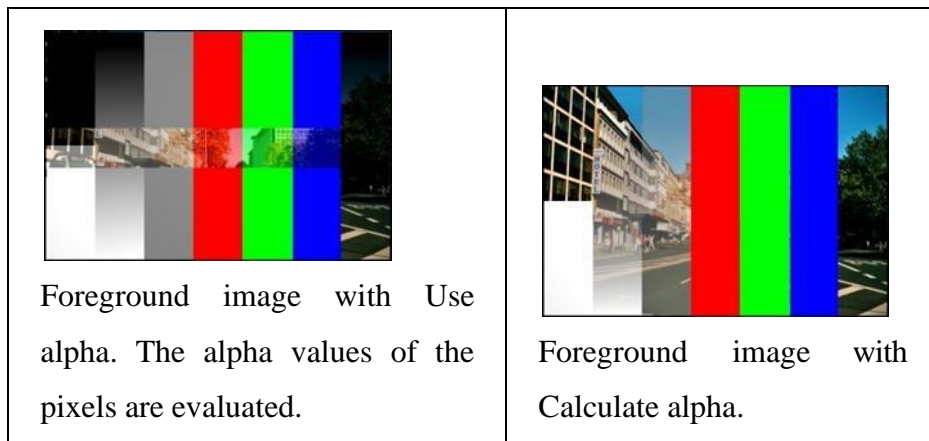 Foreground image with Use
alpha. The alpha values of the
pixels are evaluated.
Foreground image with
Calculate alpha.